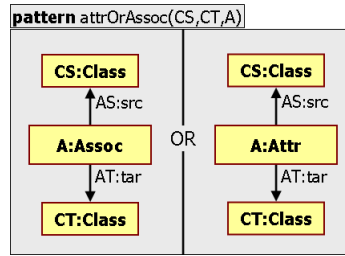 pattern attrOrAssoc(CS,CT,A)
CS:Class
AS:src
A:Assoc
AT:tar
CT:Class
OR
CS:Class
AS:src
A:Attr
AT:tar
CT:Class